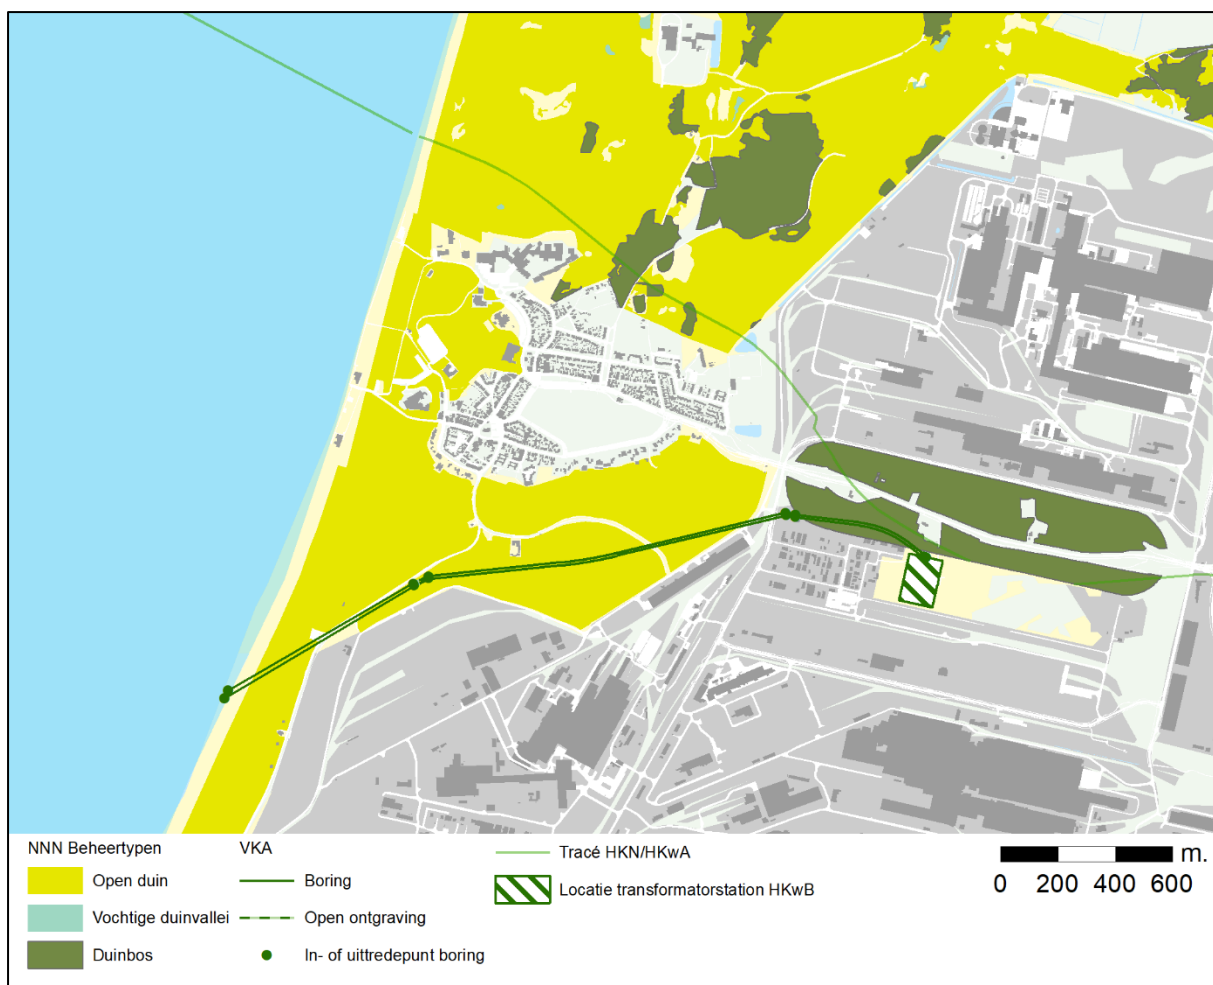 NNN Beheertypen
Open duin
Vochtige duinvallei
Duinbos
VKA
Boring
Open ontgraving
In- of uittredepunt boring
Tracé HKN/HKwA
Locatie transformatorstation HKwB
m.
0 200 400 600